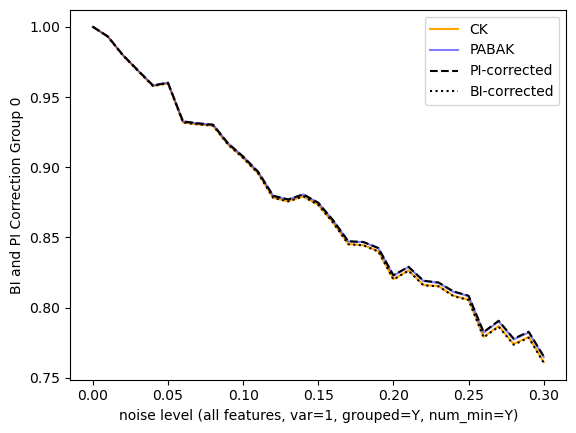 1.00
0.95
0.90
0.85
0.80
0.75
BI and PI Correction Group 0
CK
PABAK
PI-corrected
BI-corrected
0.00 0.05 0.10 0.15 0.20 0.25 0.30
noise level (all features, var=1, grouped=Y, num_min=Y)